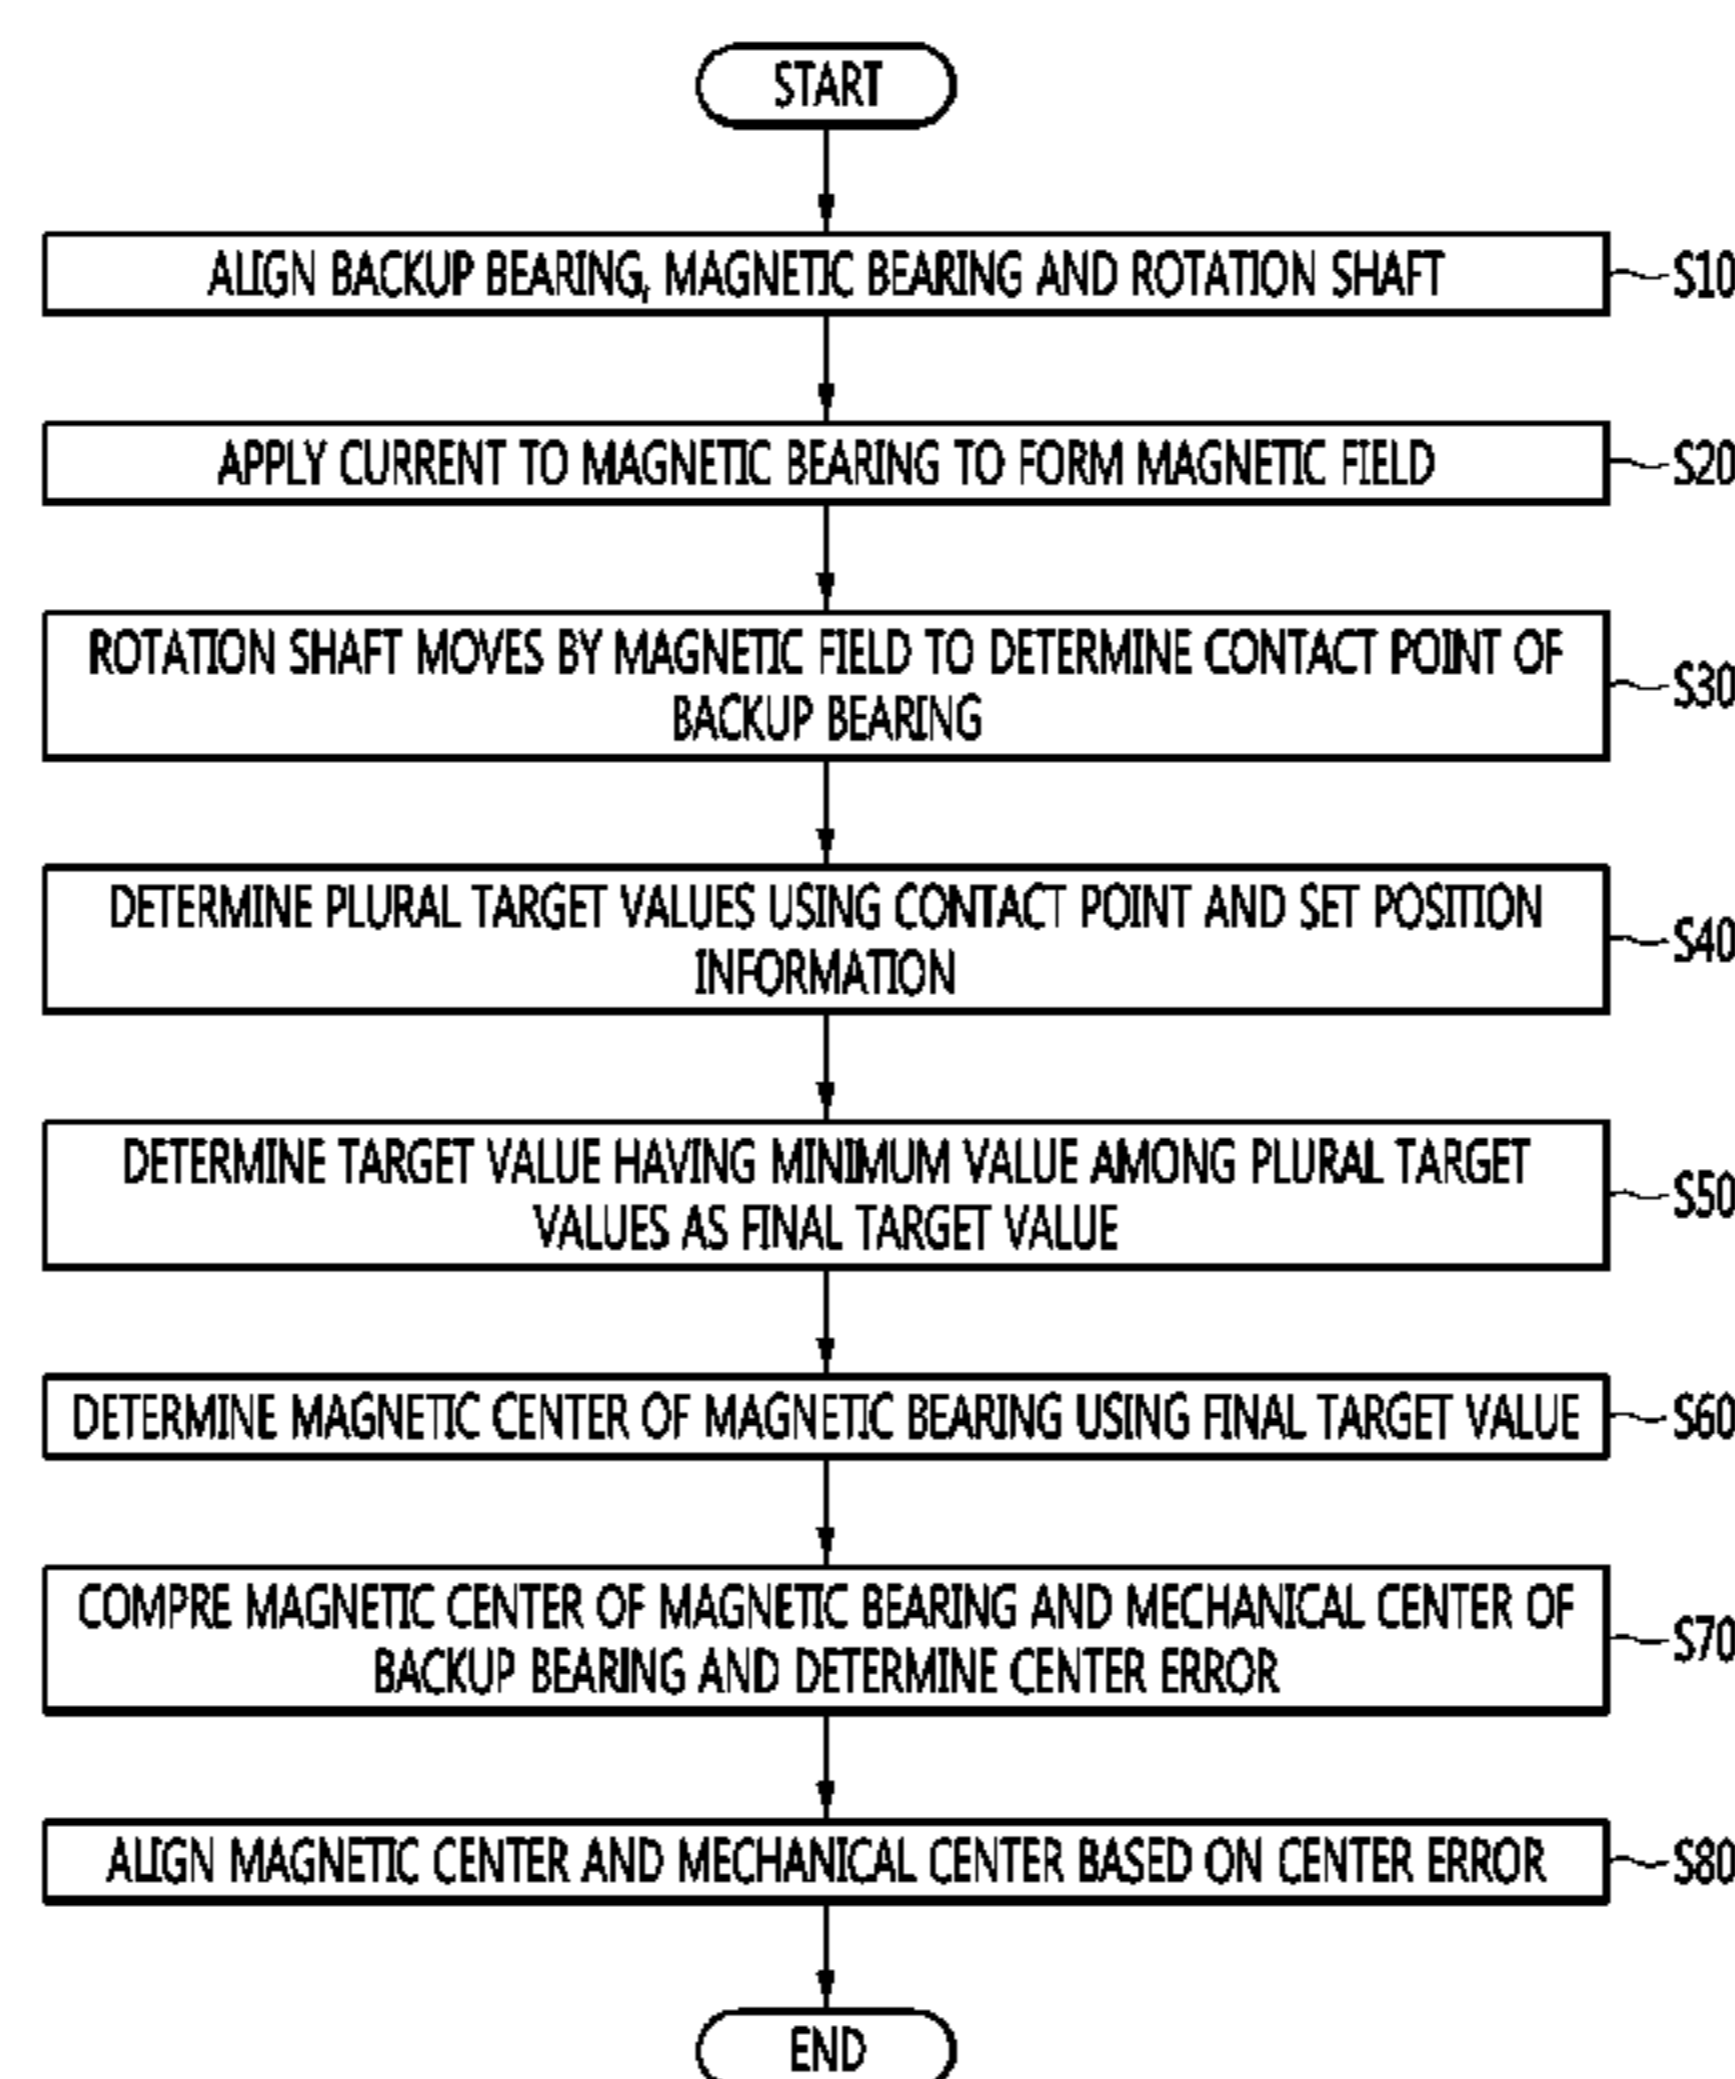 START
ALIGN BACKUP BEARING, MAGNETIC BEARING AND ROTATION SHAFT
S10
APPLY CURRENT TO MAGNETIC BEARING TO FORM MAGNETIC FIELD
S20
ROTATION SHAFT MOVES BY MAGNETIC FIELD TO DETERMINE CONTACT POINT OF
BACKUP BEARING
S30
DETERMINE PLURAL TARGET VALUES USING CONTACT POINT AND SET POSITION
INFORMATION
S40
DETERMINE TARGET VALUE HAVING MINIMUM VALUE AMONG PLURAL TARGET
VALUES AS FINAL TARGET VALUE
S50
DETERMINE MAGNETIC CENTER OF MAGNETIC BEARING USING FINAL TARGET VALUE
S60
COMPRE MAGNETIC CENTER OF MAGNETIC BEARING AND MECHANICAL CENTER OF
BACKUP BEARING AND DETERMINE CENTER ERROR
S70
ALIGN MAGNETIC CENTER AND MECHANICAL CENTER BASED ON CENTER ERROR
S80
END